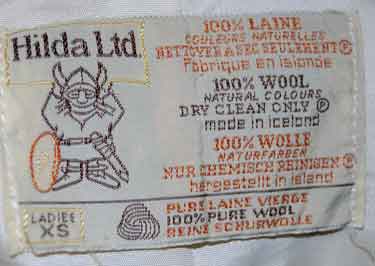 Hilda Ltd.
100% LAINE
COULEURS NATURELLES
NETTOYER A SEC SEULEMENT Ⓟ
Fabrique en islande
100% WOOL
NATURAL COLOURS
DRY CLEAN ONLY Ⓟ
made in iceland
100% WOLLE
NATURFARBEN
NUR CHEMISCH REINIGEN Ⓟ
hergestellt in island
LADIES
XS
PURE LAINE VIERGE
100% PURE WOOL
REINE SCHURWOLLE